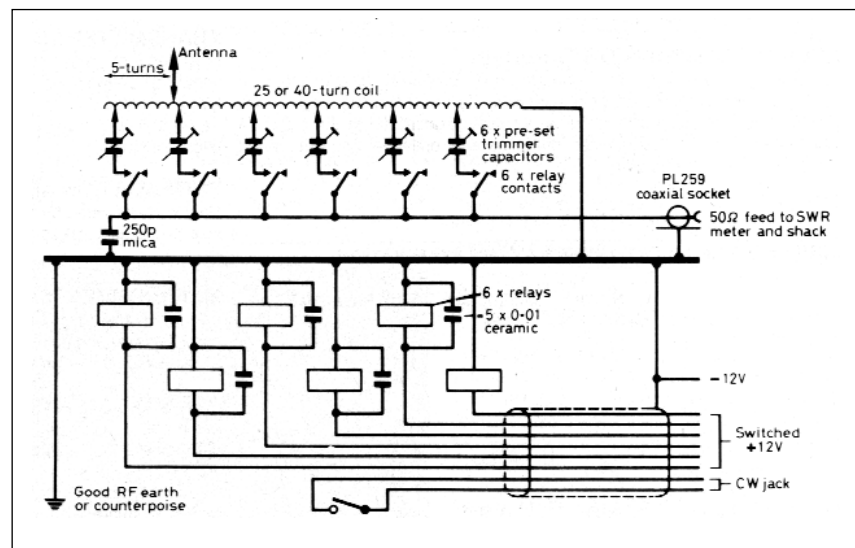 Antenna
5-turns
25 or 40-turn coil
6 x pre-set
trimmer
capacitors
6 x relay
contacts
PL259
coaxial socket
50Ω feed to SWR
meter and shack
250p
mica
6 x relays
5 x 0·01
ceramic
-12V
Switched
+12V
CW jack
Good RF earth
or counterpoise